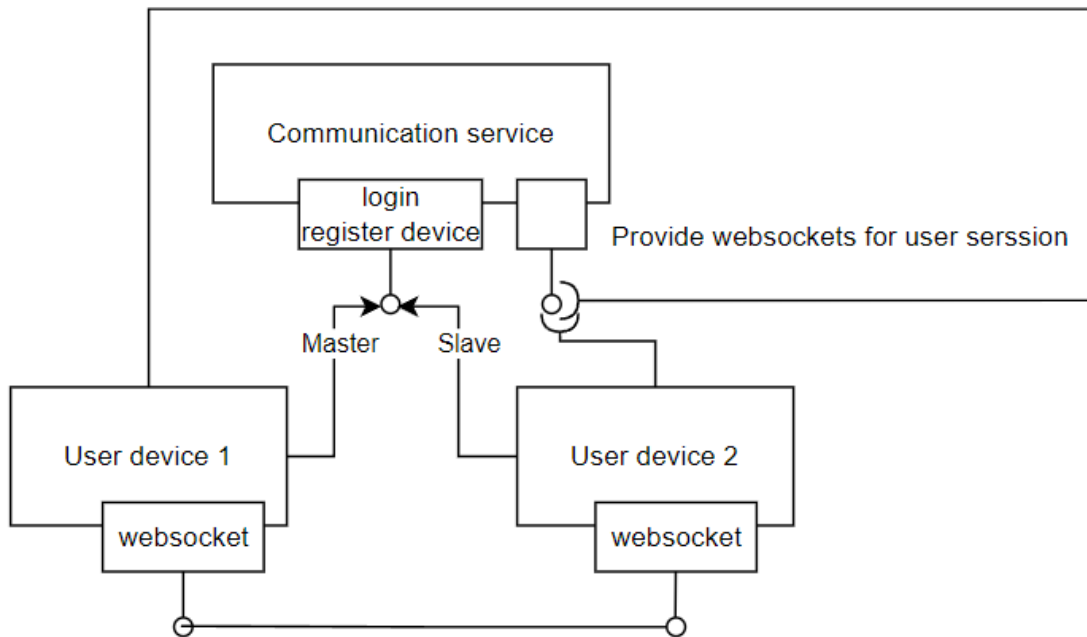 Communication service
login
register device
Provide websockets for user serssion
Master
Slave
User device 1
User device 2
websocket
websocket